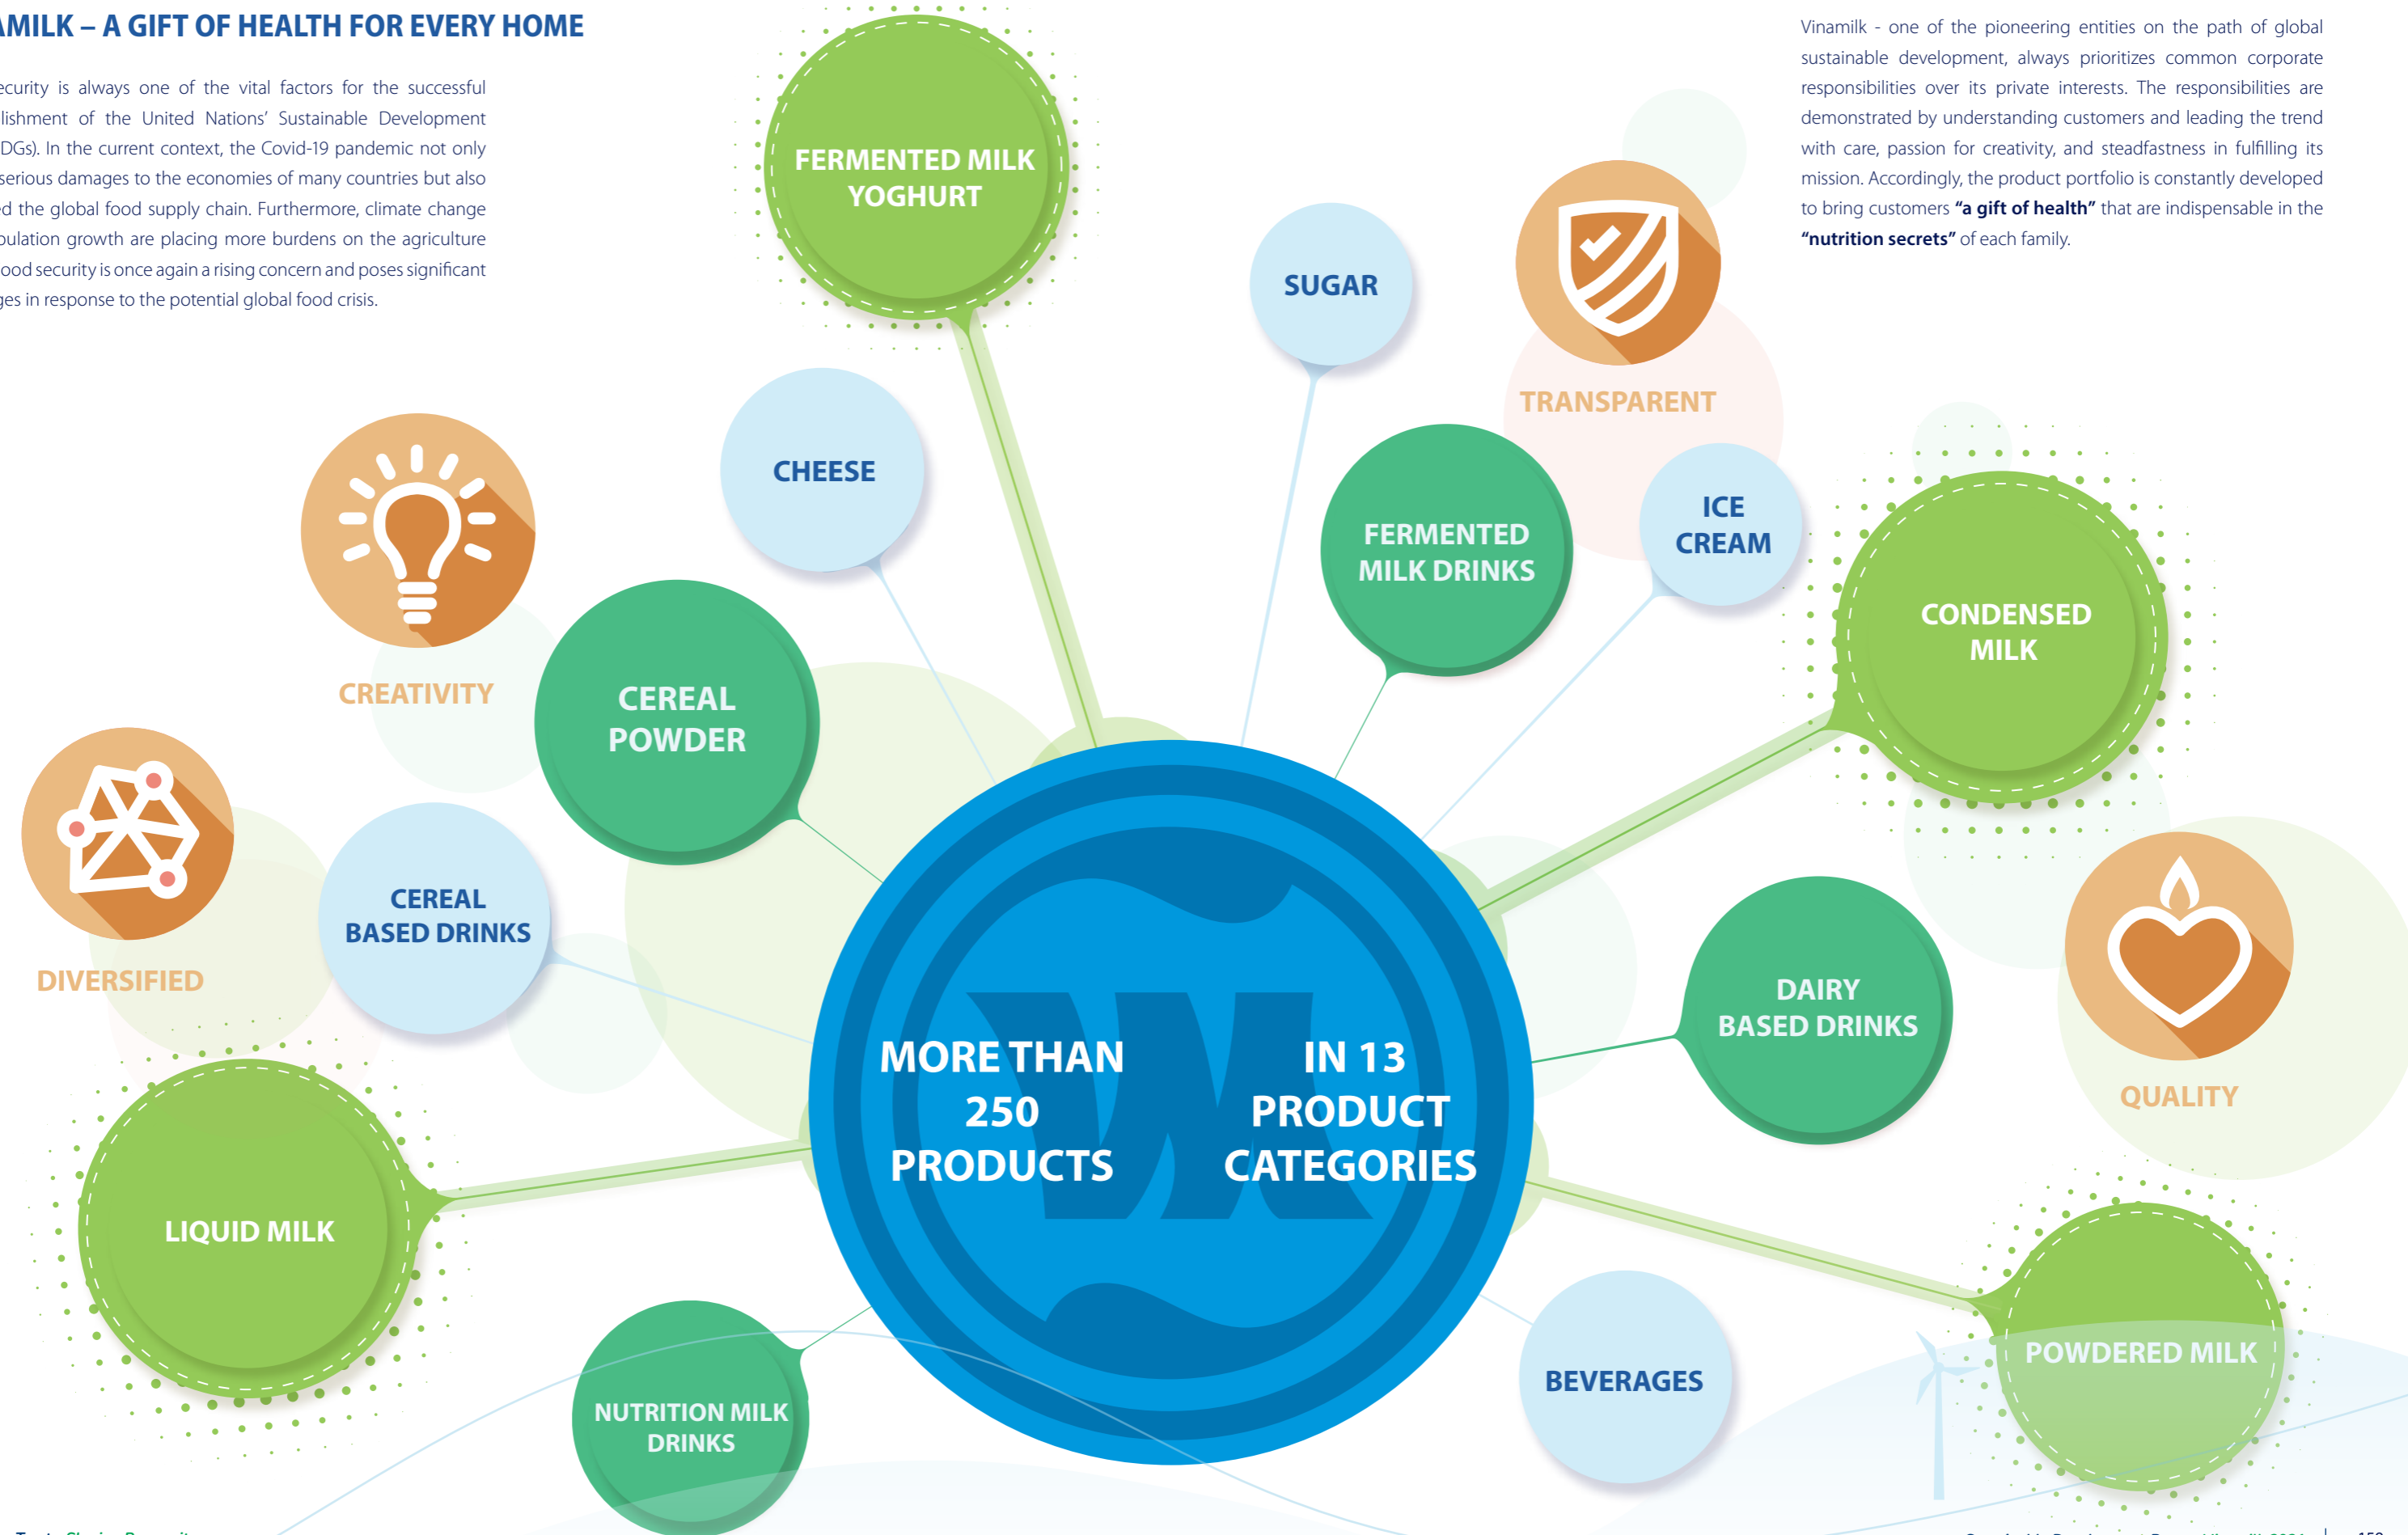 AMILK – A GIFT OF HEALTH FOR EVERY HOME
ecurity is always one of the vital factors for the successful
lishment of the United Nations’ Sustainable Development
DGs). In the current context, the Covid-19 pandemic not only
serious damages to the economies of many countries but also
ed the global food supply chain. Furthermore, climate change
pulation growth are placing more burdens on the agriculture
ood security is once again a rising concern and poses significant
ges in response to the potential global food crisis.
Vinamilk - one of the pioneering entities on the path of global
sustainable development, always prioritizes common corporate
responsibilities over its private interests. The responsibilities are
demonstrated by understanding customers and leading the trend
with care, passion for creativity, and steadfastness in fulfilling its
mission. Accordingly, the product portfolio is constantly developed
to bring customers “a gift of health” that are indispensable in the
“nutrition secrets” of each family.
FERMENTED MILK
YOGHURT
SUGAR
TRANSPARENT
CHEESE
FERMENTED
MILK DRINKS
ICE
CREAM
CONDENSED
MILK
CREATIVITY
CEREAL
POWDER
CEREAL
BASED DRINKS
DIVERSIFIED
DAIRY
BASED DRINKS
QUALITY
MORE THAN
250
PRODUCTS
IN 13
PRODUCT
CATEGORIES
LIQUID MILK
POWDERED MILK
BEVERAGES
NUTRITION MILK
DRINKS